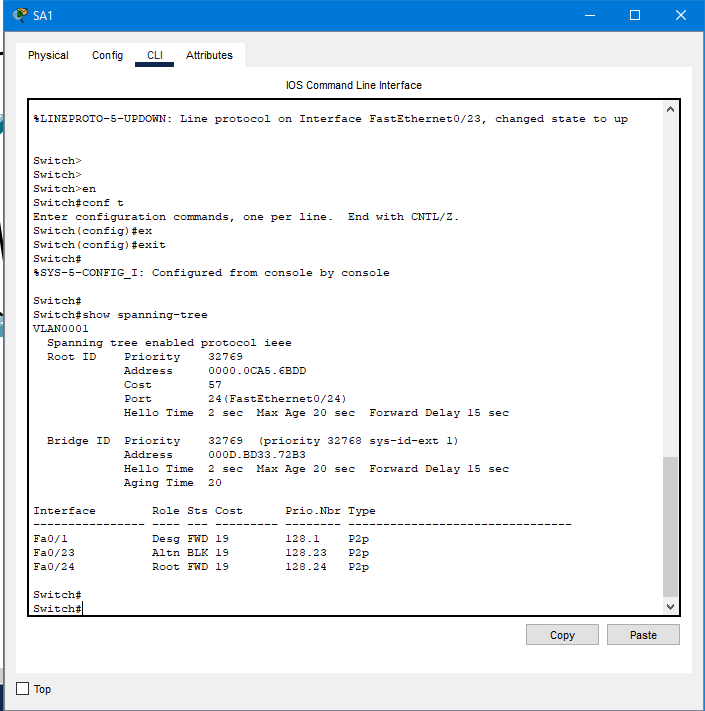 SA1
Physical Config CLI Attributes
IOS Command Line Interface
%LINEPROTO-5-UPDOWN: Line protocol on Interface FastEthernet0/23, changed state to up
Switch>
Switch>
Switch>en
Switch#conf t
Enter configuration commands, one per line.  End with CNTL/Z.
Switch(config)#ex
Switch(config)#exit
Switch#
%SYS-5-CONFIG_I: Configured from console by console
Switch#
Switch#show spanning-tree
VLAN0001
  Spanning tree enabled protocol ieee
  Root ID    Priority    32769
             Address     0000.0CA5.6BDD
             Cost        57
             Port        24(FastEthernet0/24)
             Hello Time  2 sec  Max Age 20 sec  Forward Delay 15 sec
  Bridge ID  Priority    32769  (priority 32768 sys-id-ext 1)
             Address     000D.BD33.72B3
             Hello Time  2 sec  Max Age 20 sec  Forward Delay 15 sec
             Aging Time  20
Interface        Role Sts Cost      Prio.Nbr Type
---------------- ---- --- --------- -------- --------------------------------
Fa0/1            Desg FWD 19        128.1    P2p
Fa0/23           Altn BLK 19        128.23   P2p
Fa0/24           Root FWD 19        128.24   P2p
Switch#
Switch#
Copy Paste
Top